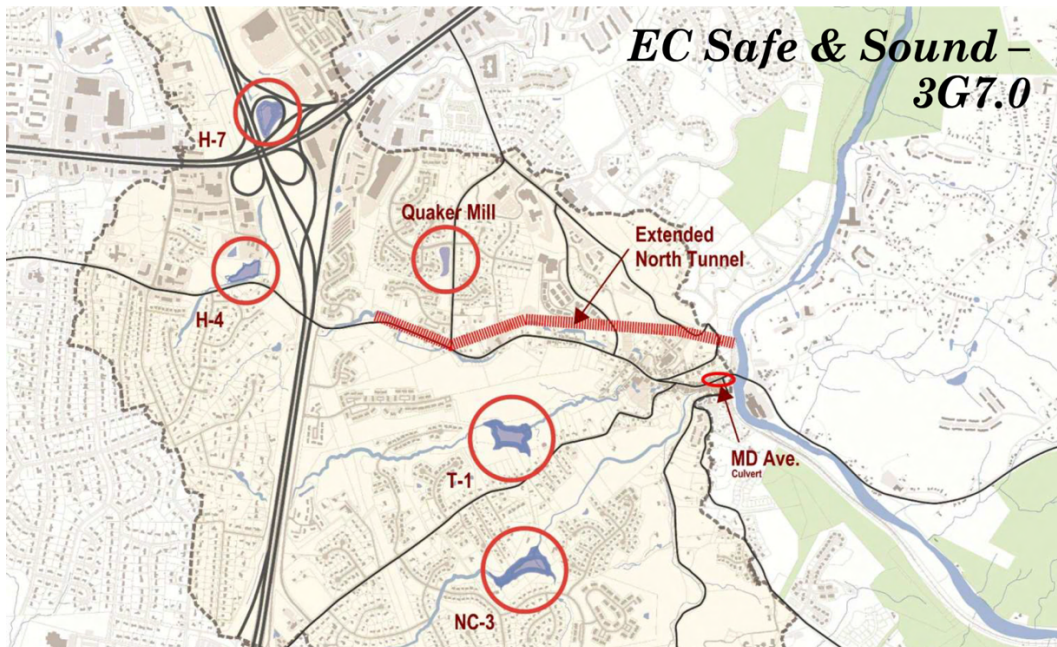 EC Safe & Sound –
3G7.0
H-7
Quaker Mill
Extended
North Tunnel
H-4
T-1
MD Ave.
Culvert
NC-3